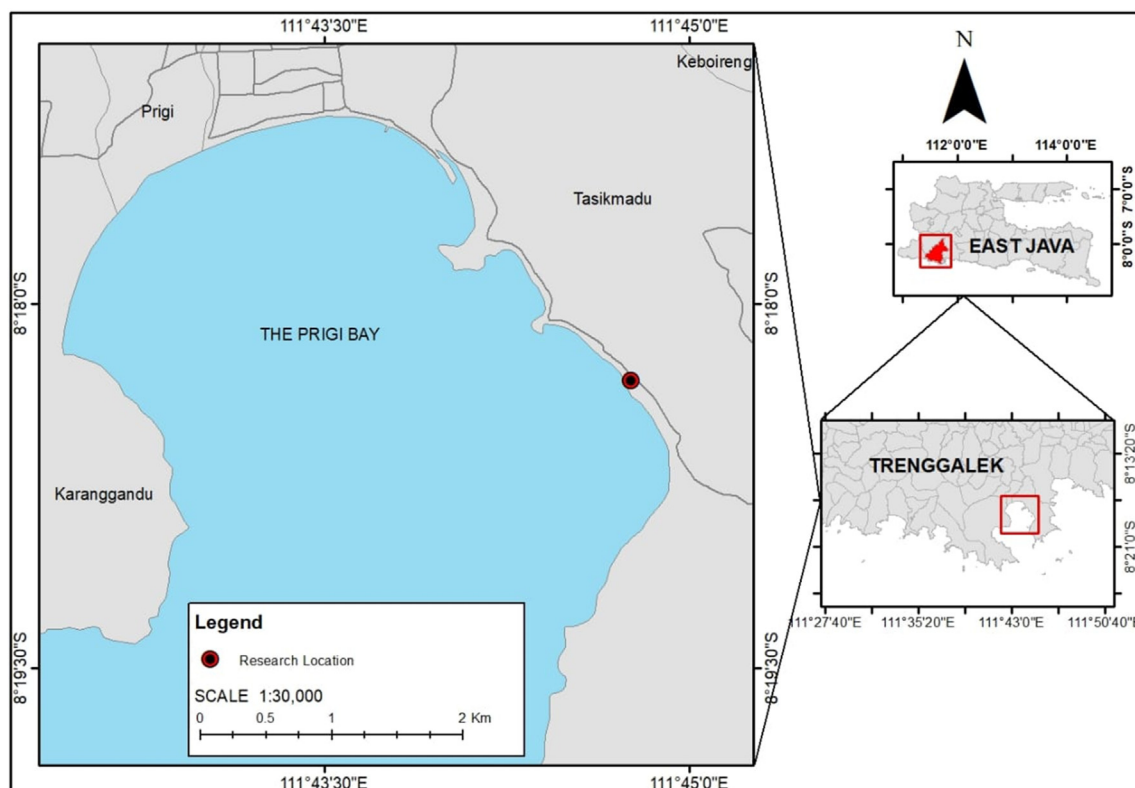 111°43'30"E
111°45'0"E
Keboireng
Prigi
Tasikmadu
8°18'0"S
8°18'0"S
THE PRIGI BAY
Karanggandu
Legend
Research Location
SCALE 1:30,000
0 0.5 1 2 Km
8°19'30"S
8°19'30"S
111°43'30"E
111°45'0"E
N
112°0'0"E
114°0'0"E
7°0'0"S
8°0'0"S
EAST JAVA
TRENGGALEK
8°13'20"S
8°21'0"S
111°27'40"E
111°35'20"E
111°43'0"E
111°50'40"E